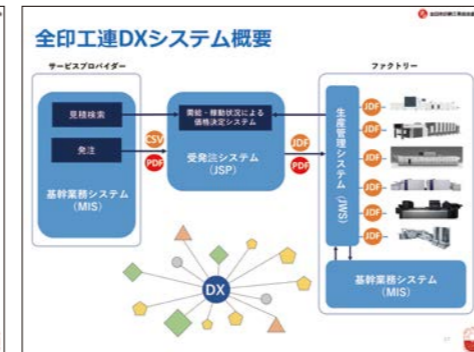 全印工連DXシステム概要
サービスプロバイダー
ファクトリー
見積検索
発注
基幹業務システム
(MIS)
CSV
PDF
需給・稼動状況による
価格決定システム
受発注システム
(JSP)
JDF
PDF
生産管理システム(JWS)
JDF
JDF
JDF
JDF
JDF
JDF
基幹業務システム
(MIS)
DX